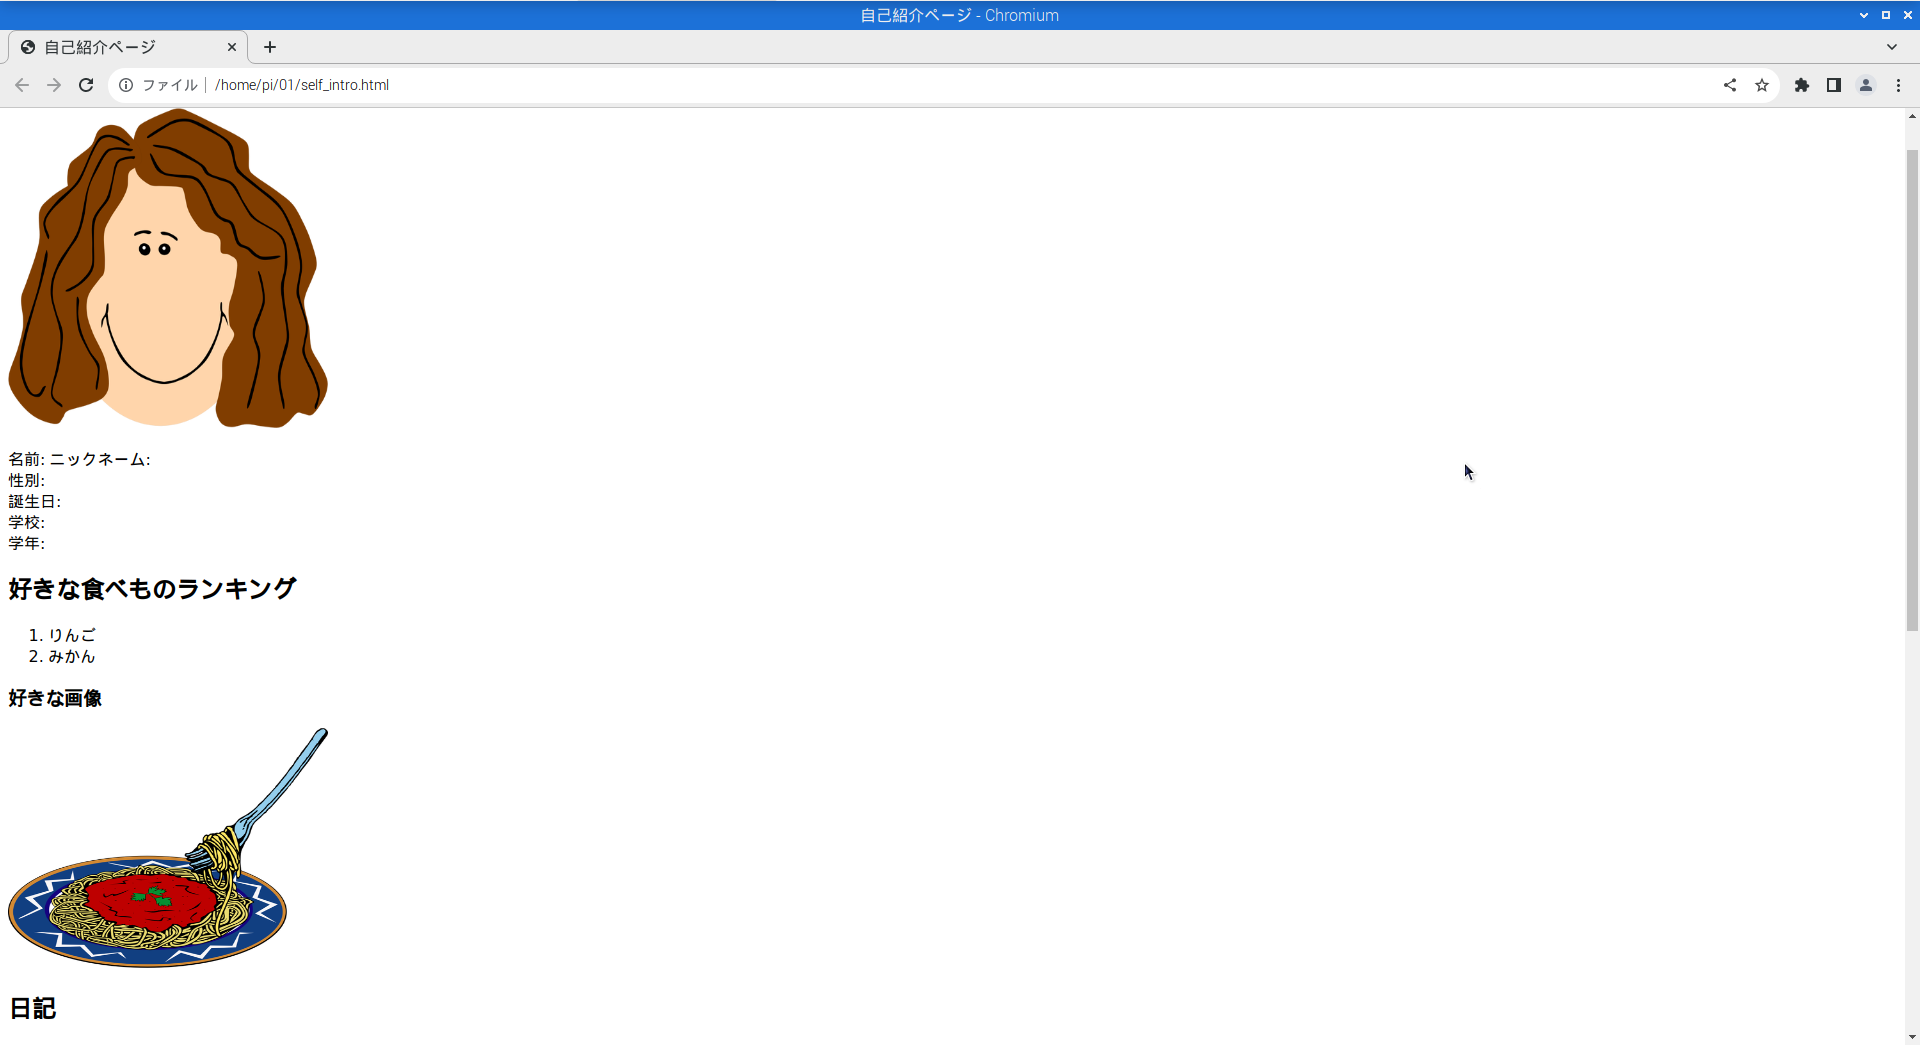 自己紹介ページ - Chromium
自己紹介ページ
ファイル /home/pi/01/self_intro.html
名前: ニックネーム:
性別:
誕生日:
学校:
学年:
好きな食べものランキング
1. りんご
2. みかん
好きな画像
日記